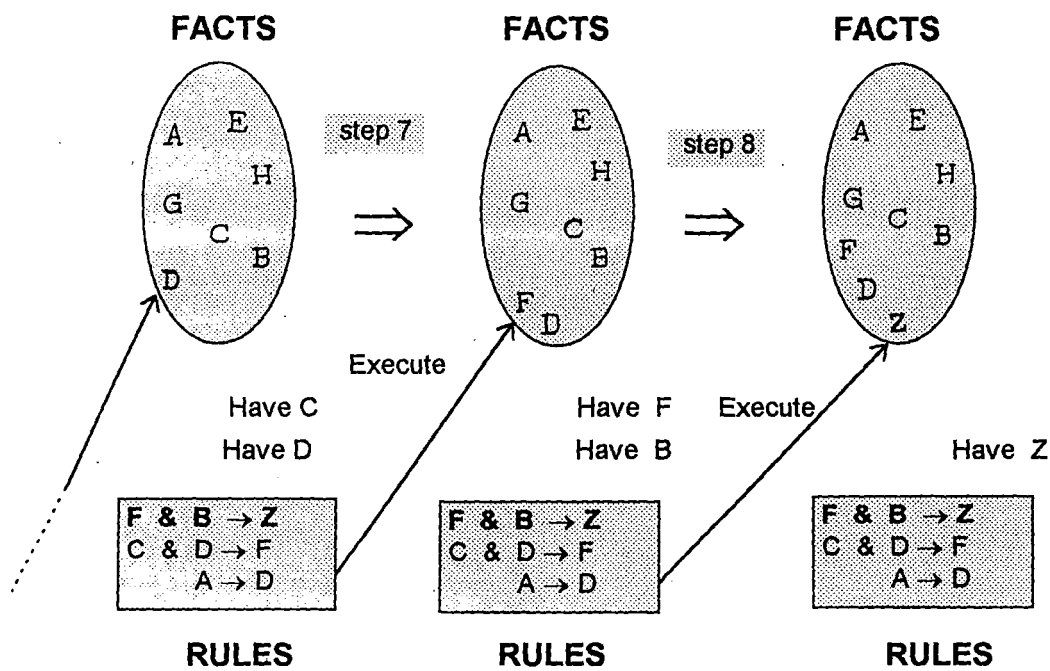 FACTS
FACTS
FACTS
A E
H
G
C
B
D
step 7
⇒
A E
H
G
C
B
F
D
step 8
⇒
A E
H
G
C
B
F
D
Z
Execute
Have C
Have D
Have F
Have B
Execute
Have Z
F & B → Z
C & D → F
A → D
F & B → Z
C & D → F
A → D
F & B → Z
C & D → F
A → D
RULES
RULES
RULES